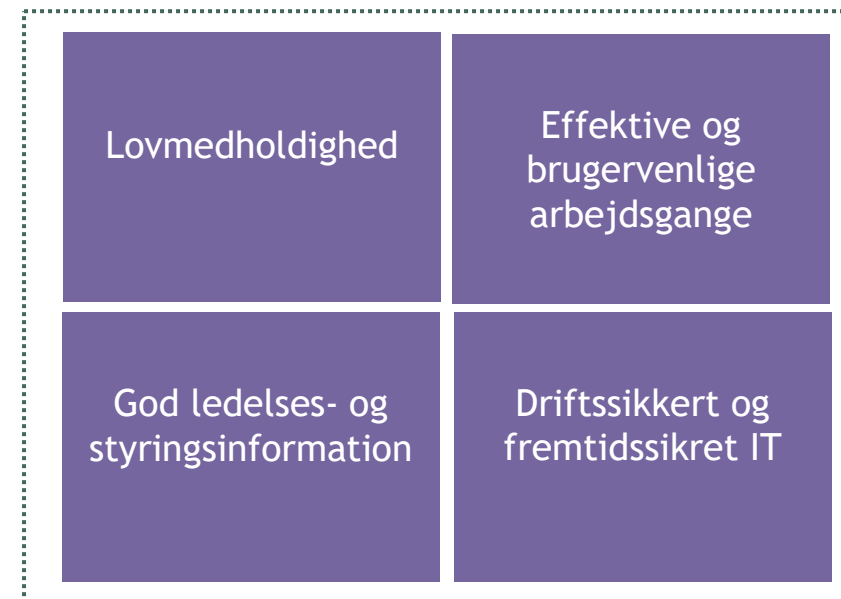 Lovmedholdighed
Effektive og
brugervenlige
arbejdsgange
God ledelses- og
styringsinformation
Driftssikkert og
fremtidssikret IT